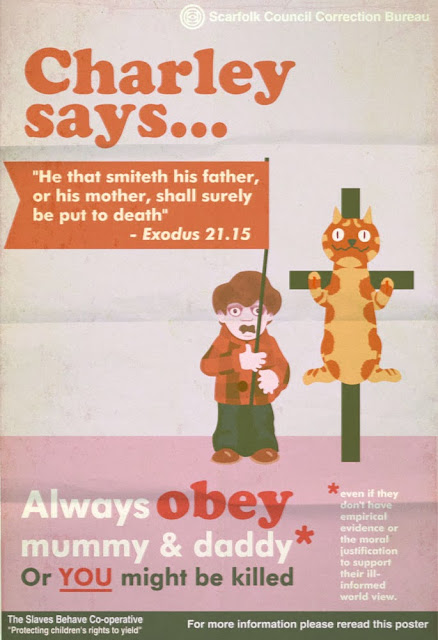 Scarfolk Council Correction Bureau
Charley
says...
"He that smiteth his father,
or his mother, shall surely
be put to death"
- Exodus 21.15
Always obey
mummy & daddy*
Or YOU might be killed
*even if they
don't have
empirical
evidence or
the moral
justification
to support
their ill-
informed
world view.
The Slaves Behave Co-operative
"Protecting children's rights to yield"
For more information please reread this poster